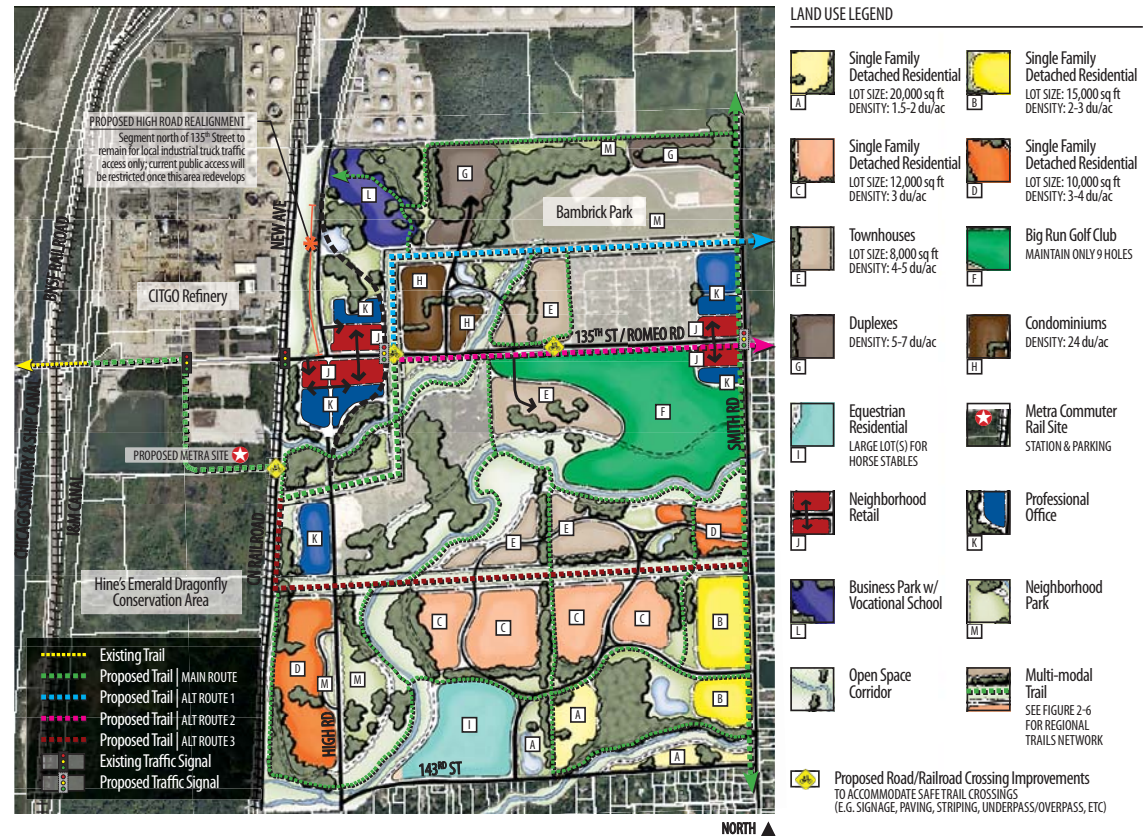 PROPOSED HIGH ROAD REALIGNMENT
Segment north of 135th Street to
remain for local industrial truck traffic
access only; current public access will
be restricted once this area redevelops
BNSF RAILROAD
NEW AVE
CITGO Refinery
L
G
M
G
Bambrick Park
M
H
H
E
K
J
K
J
135TH ST / ROMEO RD
J
K
J
K
E
F
SMITH RD
PROPOSED METRA SITE
CHICAGO SANITARY & SHIP CANAL
I&M CANAL
CN RAILROAD
K
E
E
D
Hine's Emerald Dragonfly
Conservation Area
C
C
C
C
B
D
M
M
I
A
A
B
A
HIGH RD
143RD ST
Existing Trail
Proposed Trail | MAIN ROUTE
Proposed Trail | ALT ROUTE 1
Proposed Trail | ALT ROUTE 2
Proposed Trail | ALT ROUTE 3
Existing Traffic Signal
Proposed Traffic Signal
NORTH
LAND USE LEGEND
A
Single Family
Detached Residential
LOT SIZE: 20,000 sq ft
DENSITY: 1.5-2 du/ac
B
Single Family
Detached Residential
LOT SIZE: 15,000 sq ft
DENSITY: 2-3 du/ac
C
Single Family
Detached Residential
LOT SIZE: 12,000 sq ft
DENSITY: 3 du/ac
D
Single Family
Detached Residential
LOT SIZE: 10,000 sq ft
DENSITY: 3-4 du/ac
E
Townhouses
LOT SIZE: 8,000 sq ft
DENSITY: 4-5 du/ac
F
Big Run Golf Club
MAINTAIN ONLY 9 HOLES
G
Duplexes
DENSITY: 5-7 du/ac
H
Condominiums
DENSITY: 24 du/ac
I
Equestrian
Residential
LARGE LOT(S) FOR
HORSE STABLES
Metra Commuter
Rail Site
STATION & PARKING
J
Neighborhood
Retail
K
Professional
Office
L
Business Park w/
Vocational School
M
Neighborhood
Park
Open Space
Corridor
Multi-modal
Trail
SEE FIGURE 2-6
FOR REGIONAL
TRAILS NETWORK
Proposed Road/Railroad Crossing Improvements
TO ACCOMMODATE SAFE TRAIL CROSSINGS
(E.G. SIGNAGE, PAVING, STRIPING, UNDERPASS/OVERPASS, ETC)